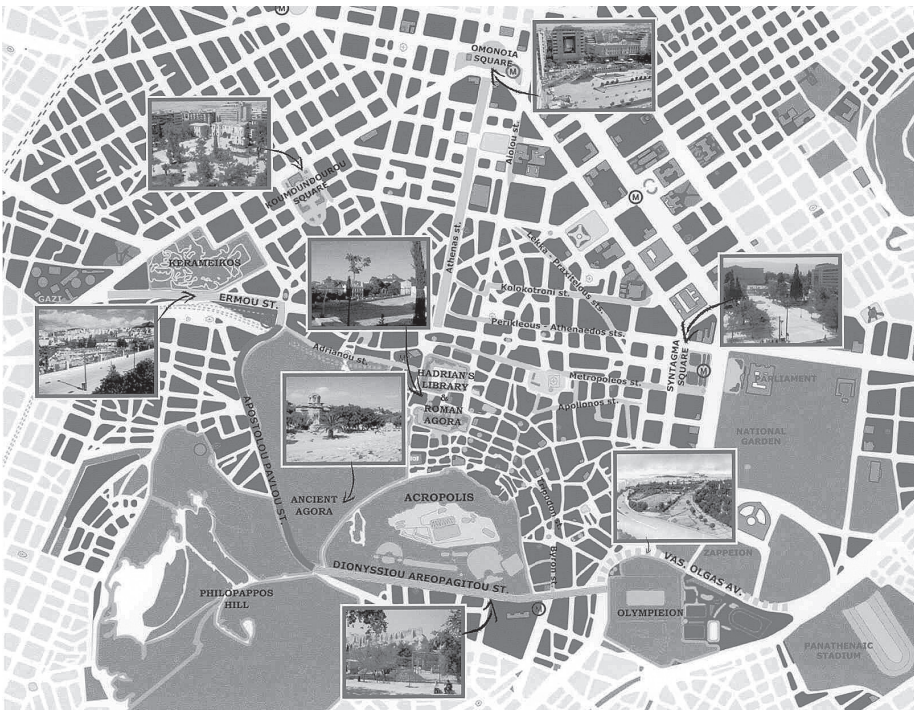 OMONOIA
SQUARE
M
M
Aiolou st.
KOUMOUNDOUROU
SQUARE
M
KERAMEIKOS
Athenas st.
Lekka - Praxitelous sts.
GAZI
ERMOU ST.
Kolokotroni st.
Perikleous - Athenaidos sts.
Adrianou st.
SYNTAGMA
SQUARE
M
HADRIAN'S
LIBRARY
&
ROMAN
AGORA
Metropoleos st.
PARLIAMENT
Apollonos st.
APOSTOLOU PAVLOU ST.
NATIONAL
GARDEN
ANCIENT
AGORA
ACROPOLIS
Byron st.
ZAPPEION
DIONYSSIOU AREOPAGITOU ST.
VAS. OLGAS AV.
PHILOPAPPOS
HILL
M
OLYMPIEION
PANATHENAIC
STADIUM